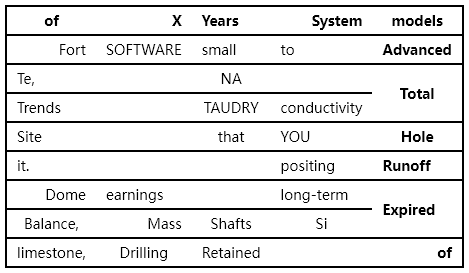 of X Years System models
Fort SOFTWARE small to Advanced
Te, NA
Total
Trends TAUDRY conductivity
Site that YOU Hole
it. positing Runoff
Dome earnings long-term
Expired
Balance, Mass Shafts Si
limestone, Drilling Retained of